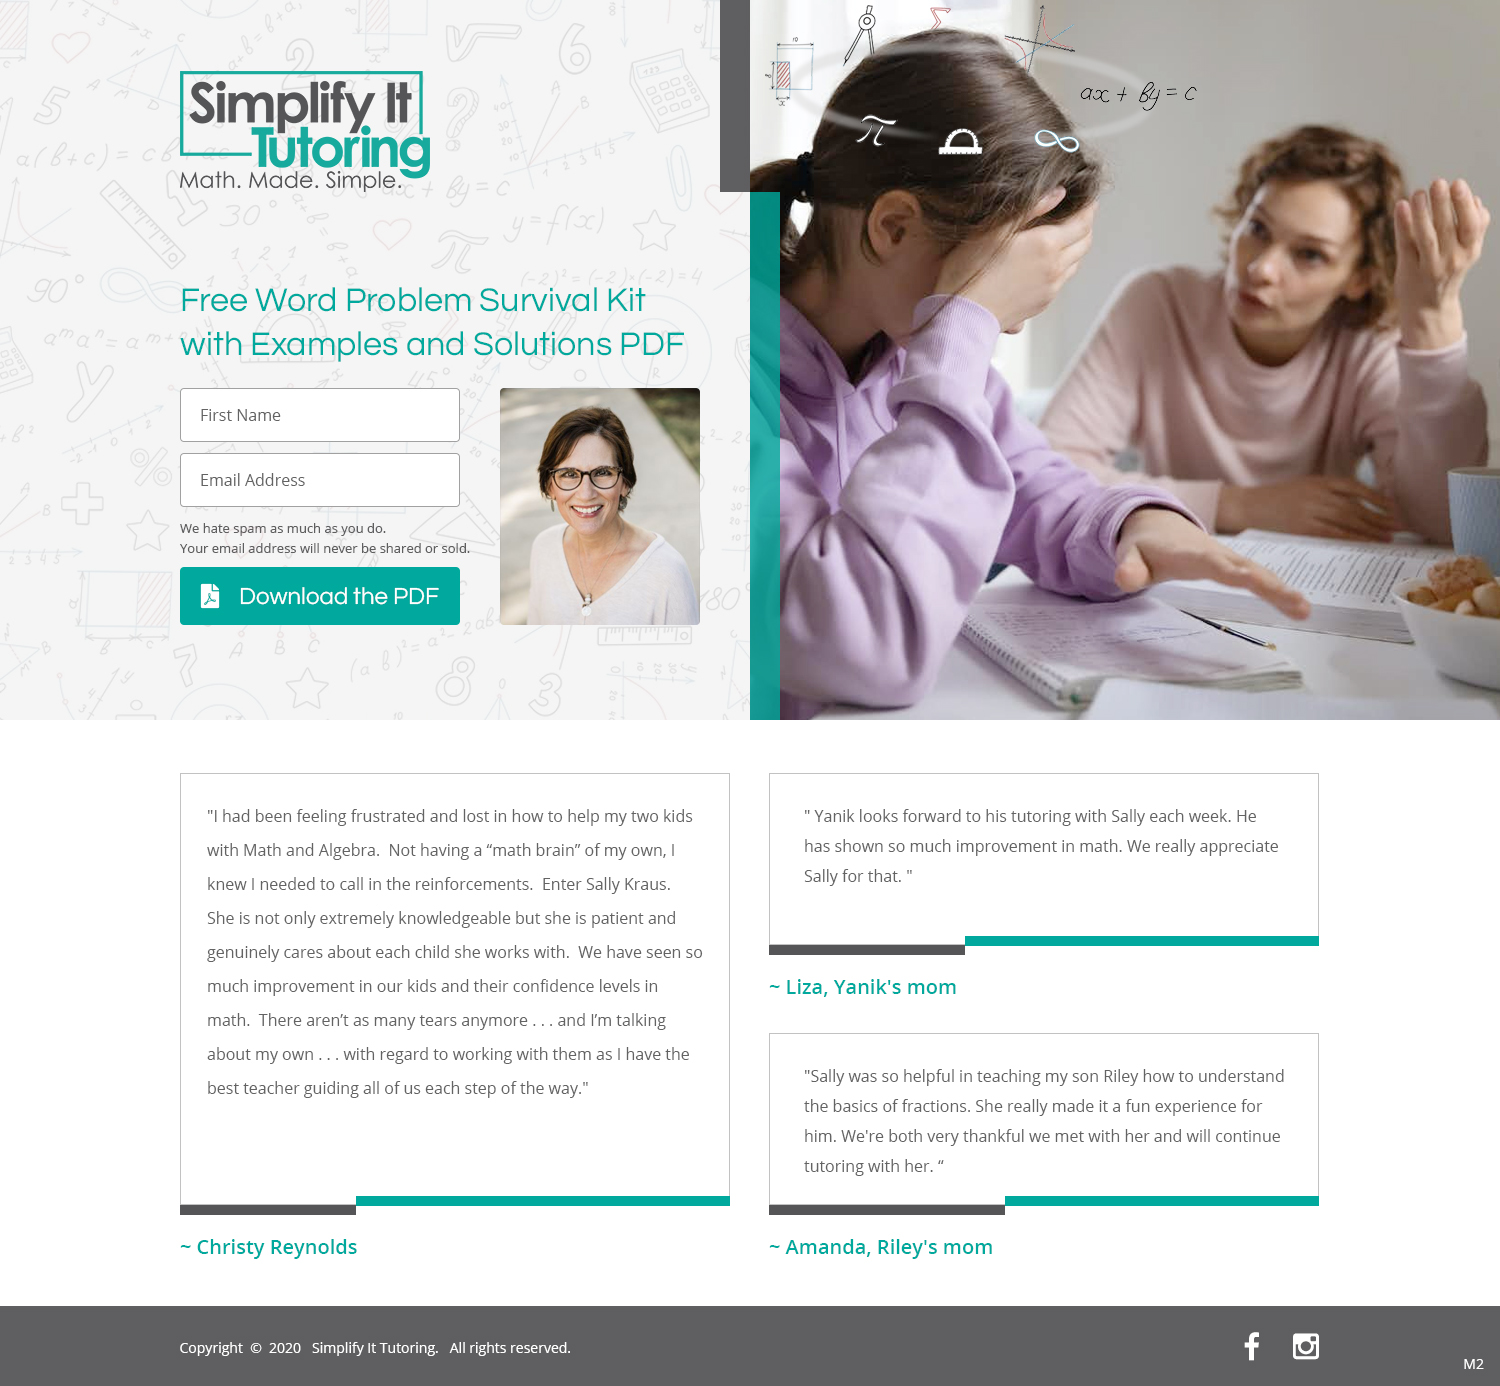 Simplify It
Tutoring
Math. Made. Simple.
ax + by = c
Free Word Problem Survival Kit
with Examples and Solutions PDF
First Name
Email Address
We hate spam as much as you do.
Your email address will never be shared or sold.
Download the PDF
"I had been feeling frustrated and lost in how to help my two kids
with Math and Algebra.  Not having a “math brain” of my own, I
knew I needed to call in the reinforcements.  Enter Sally Kraus.
She is not only extremely knowledgeable but she is patient and
genuinely cares about each child she works with.  We have seen so
much improvement in our kids and their confidence levels in
math.  There aren’t as many tears anymore . . . and I’m talking
about my own . . . with regard to working with them as I have the
best teacher guiding all of us each step of the way."
~ Christy Reynolds
" Yanik looks forward to his tutoring with Sally each week. He
has shown so much improvement in math. We really appreciate
Sally for that. "
~ Liza, Yanik's mom
"Sally was so helpful in teaching my son Riley how to understand
the basics of fractions. She really made it a fun experience for
him. We're both very thankful we met with her and will continue
tutoring with her. “
~ Amanda, Riley's mom
Copyright © 2020 Simplify It Tutoring. All rights reserved.
M2